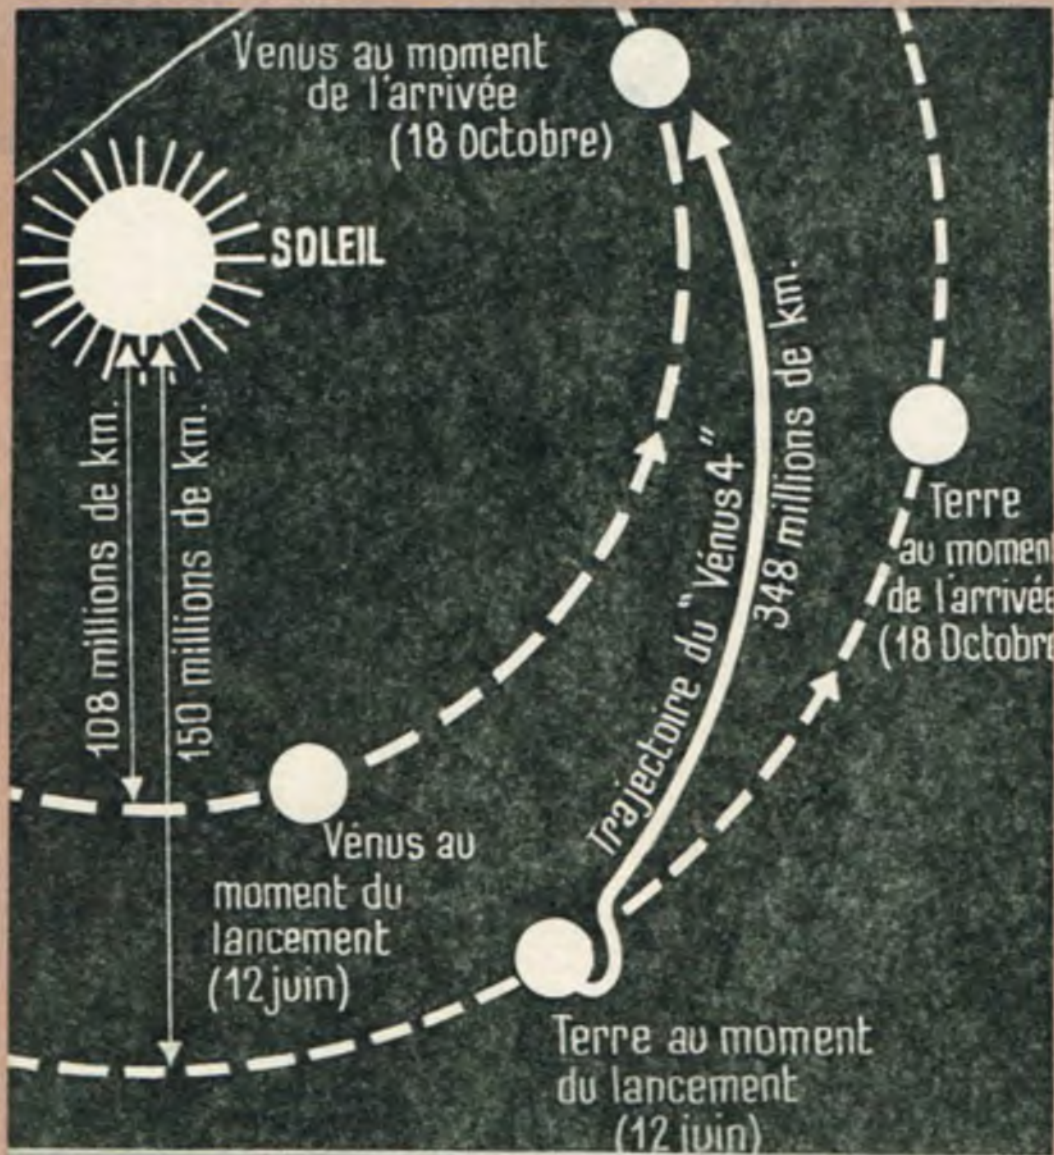 Venus au moment
de l'arrivée
(18 Octobre)
SOLEIL
108 millions de km.
150 millions de km.
Trajectoire du "Vénus 4"
348 millions de km.
Terre
au moment
de l'arrivée
(18 Octobre
Vénus au
moment du
lancement
(12 juin)
Terre au moment
du lancement
(12 juin)